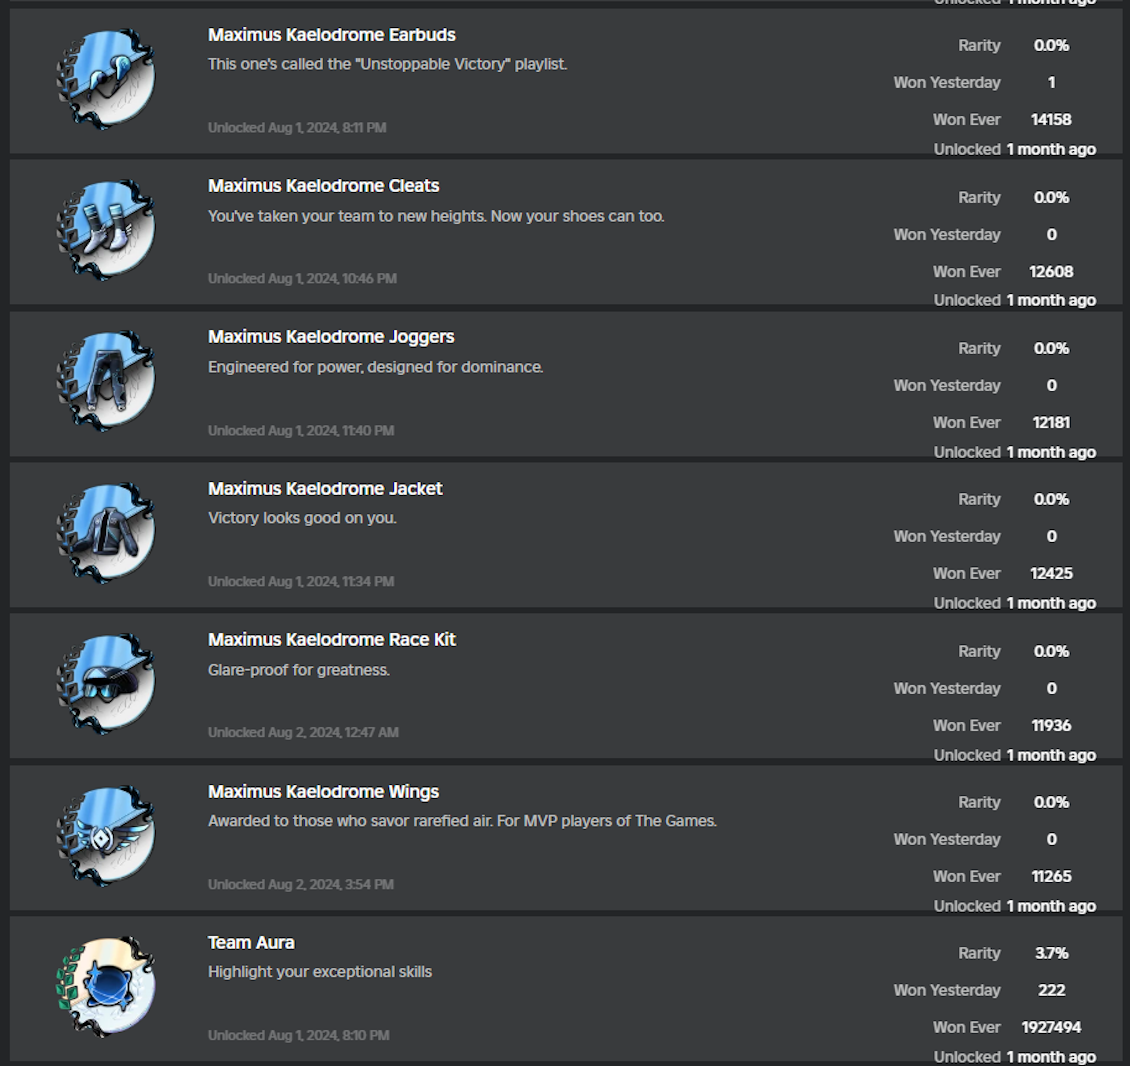 Unlocked 1 month ago
Maximus Kaelodrome Earbuds
This one's called the "Unstoppable Victory" playlist.
Unlocked Aug 1, 2024, 8:11 PM
Rarity 0.0%
Won Yesterday 1
Won Ever 14158
Unlocked 1 month ago
Maximus Kaelodrome Cleats
You've taken your team to new heights. Now your shoes can too.
Unlocked Aug 1, 2024, 10:46 PM
Rarity 0.0%
Won Yesterday 0
Won Ever 12608
Unlocked 1 month ago
Maximus Kaelodrome Joggers
Engineered for power, designed for dominance.
Unlocked Aug 1, 2024, 11:40 PM
Rarity 0.0%
Won Yesterday 0
Won Ever 12181
Unlocked 1 month ago
Maximus Kaelodrome Jacket
Victory looks good on you.
Unlocked Aug 1, 2024, 11:34 PM
Rarity 0.0%
Won Yesterday 0
Won Ever 12425
Unlocked 1 month ago
Maximus Kaelodrome Race Kit
Glare-proof for greatness.
Unlocked Aug 2, 2024, 12:47 AM
Rarity 0.0%
Won Yesterday 0
Won Ever 11936
Unlocked 1 month ago
Maximus Kaelodrome Wings
Awarded to those who savor rarefied air. For MVP players of The Games.
Unlocked Aug 2, 2024, 3:54 PM
Rarity 0.0%
Won Yesterday 0
Won Ever 11265
Unlocked 1 month ago
Team Aura
Highlight your exceptional skills
Unlocked Aug 1, 2024, 8:10 PM
Rarity 3.7%
Won Yesterday 222
Won Ever 1927494
Unlocked 1 month ago